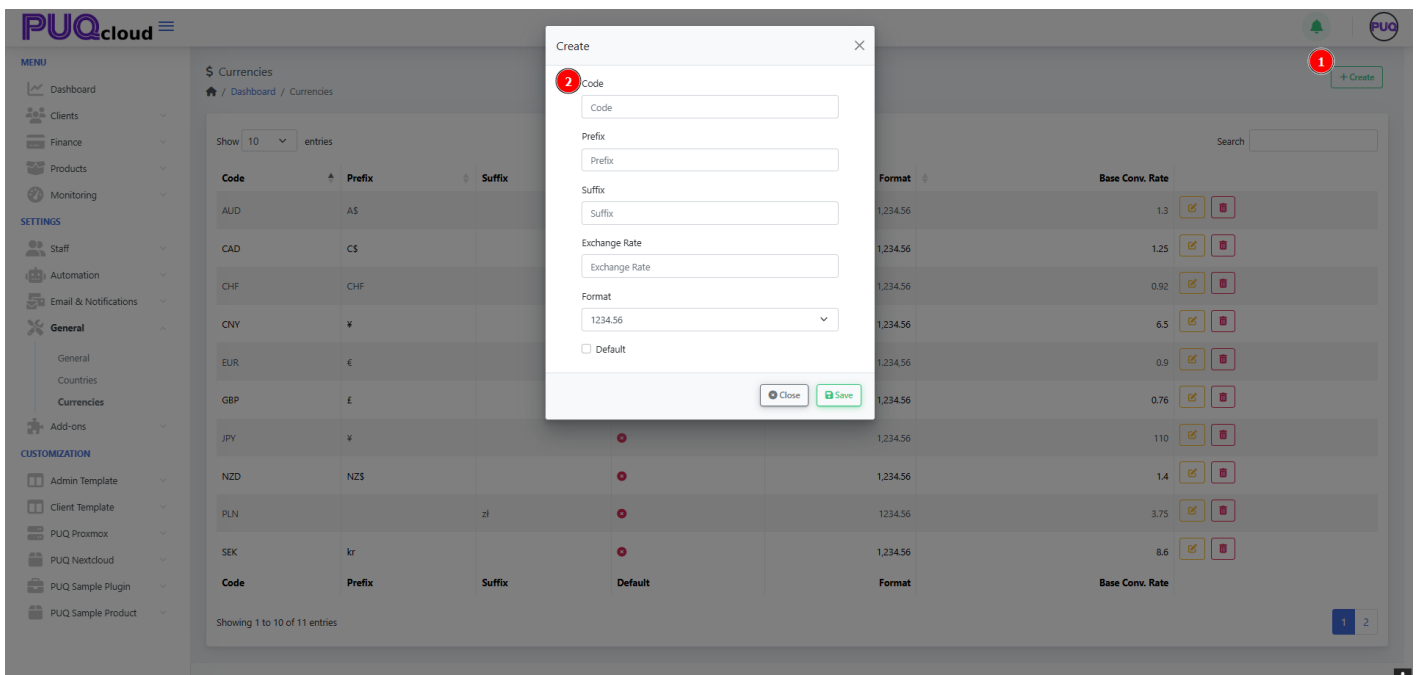 PUQcloud
PUQ
MENU
Dashboard
Clients
Finance
Products
Monitoring
SETTINGS
Staff
Automation
Email & Notifications
General
General
Countries
Currencies
Add-ons
CUSTOMIZATION
Admin Template
Client Template
PUQ Proxmox
PUQ Nextcloud
PUQ Sample Plugin
PUQ Sample Product
$ Currencies
/ Dashboard / Currencies
1
+ Create
Show 10 entries
Search
Code Prefix Suffix Format Base Conv. Rate
AUD A$ 1,234.56 1.3
CAD C$ 1,234.56 1.25
CHF CHF 1,234.56 0.92
CNY ¥ 1,234.56 6.5
EUR € 1.234,56 0.9
GBP £ 1,234.56 0.76
JPY ¥ 1,234.56 110
NZD NZ$ 1,234.56 1.4
PLN zł 1234.56 3.75
SEK kr 1,234.56 8.6
Code Prefix Suffix Default Format Base Conv. Rate
Showing 1 to 10 of 11 entries
1 2
Create
2
Code
Code
Prefix
Prefix
Suffix
Suffix
Exchange Rate
Exchange Rate
Format
1234.56
Default
Close
Save